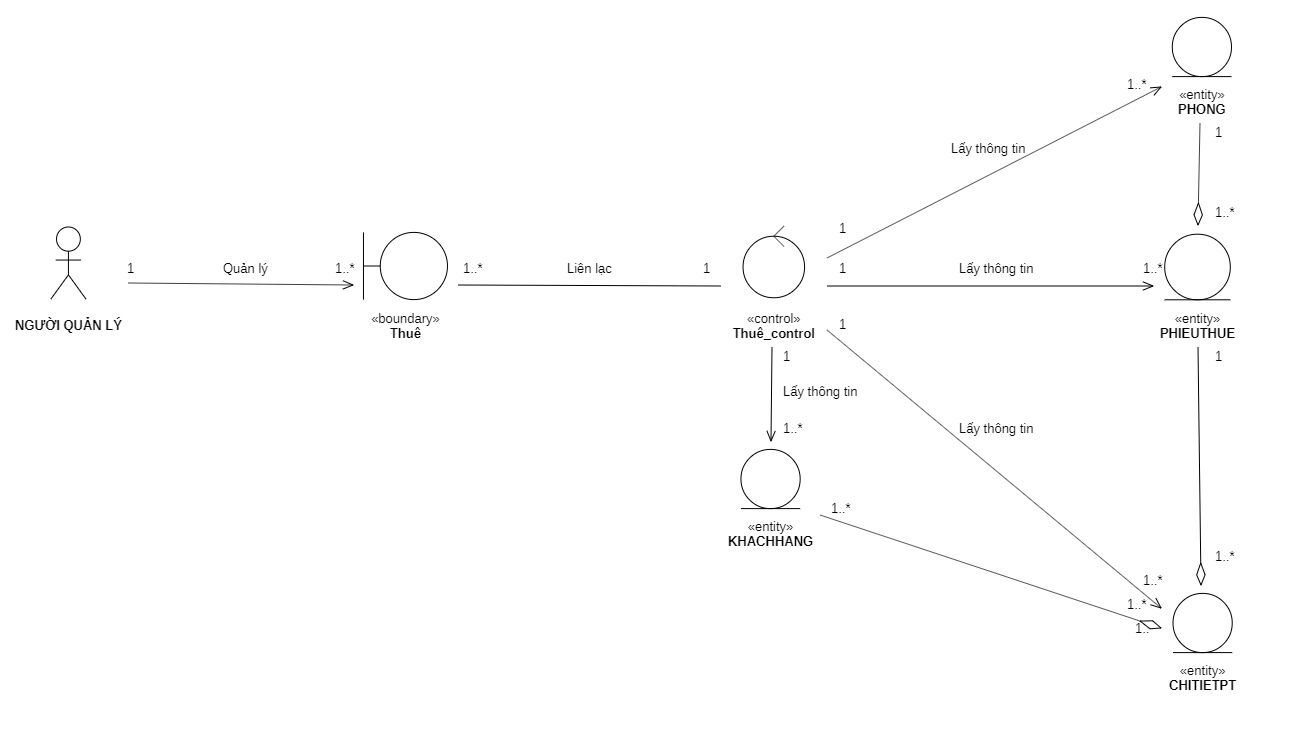 1..*
«entity»
PHONG
1
Lấy thông tin
1..*
1
1
Quản lý
1..*
1..*
Liên lạc
1
1
Lấy thông tin
1..*
NGƯỜI QUẢN LÝ
«boundary»
Thuê
«control»
Thuê_control
1
«entity»
PHIEUTHUE
1
1
Lấy thông tin
1..*
Lấy thông tin
1..*
«entity»
KHACHHANG
1..*
1..*
1..*
1..
«entity»
CHITIETPT